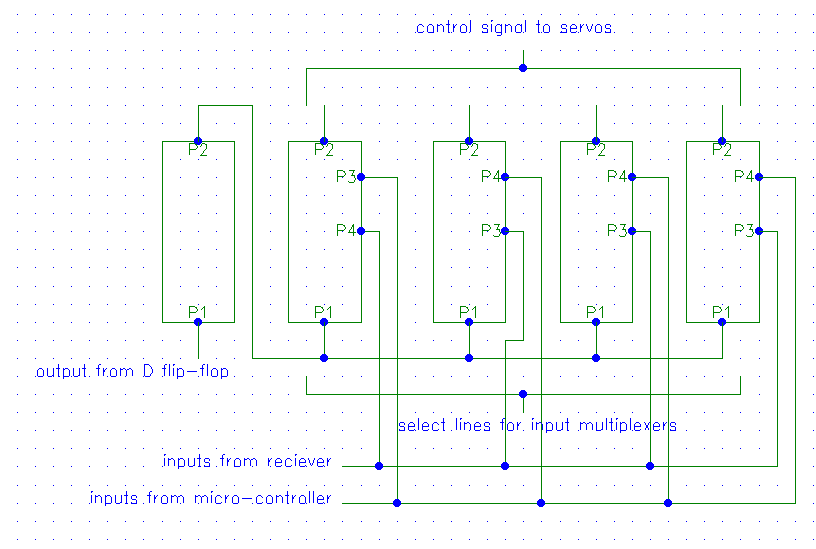 control signal to servos
P2 P2 P2 P2 P2
P3 P4 P4 P4
P4 P3 P3 P3
P1 P1 P1 P1 P1
output from D flip-flop
select lines for input multiplexers
inputs from reciever
inputs from micro-controller